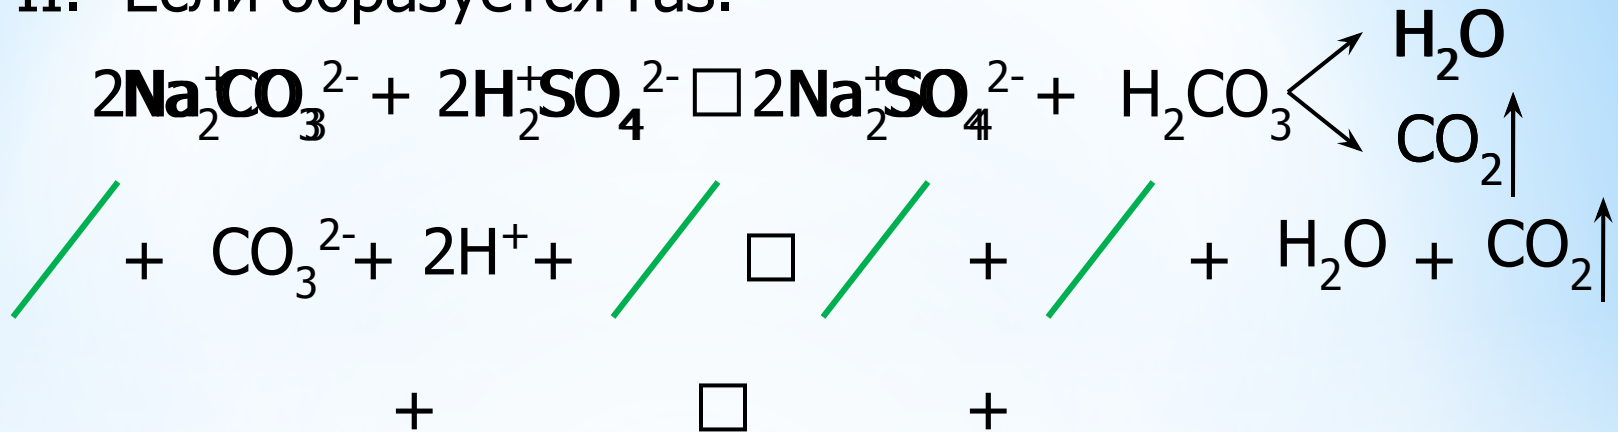 II. Если образуется газ:
2Na₂⁺CO₃²⁻ + 2H₂⁺SO₄²⁻ □ 2Na₂⁺SO₄²⁻ + H₂CO₃ H₂O CO₂↑
+ CO₃²⁻ + 2H⁺ + □ + + H₂O + CO₂↑
+ □ +